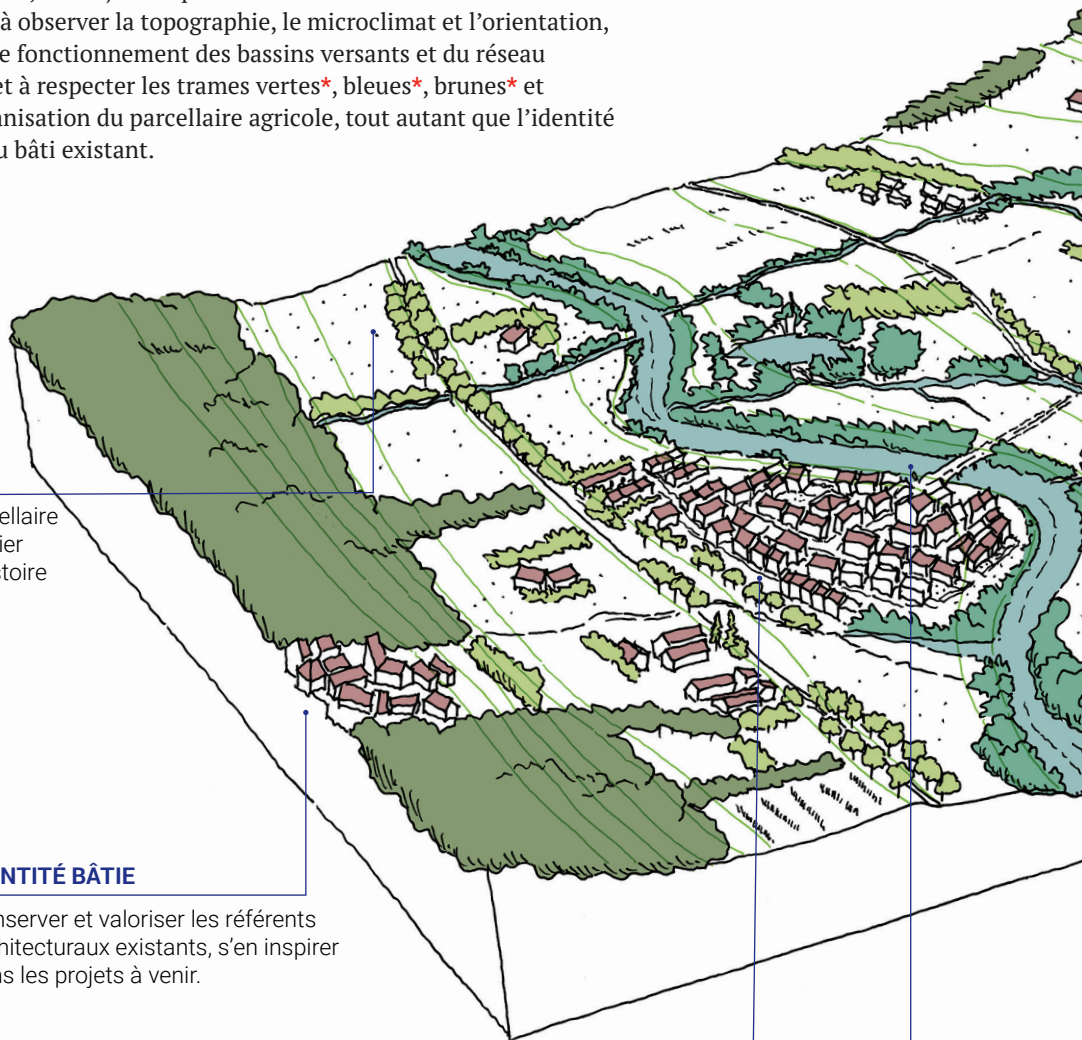 à observer la topographie, le microclimat et l’orientation,
e fonctionnement des bassins versants et du réseau
et à respecter les trames vertes*, bleues*, brunes* et
anisation du parcellaire agricole, tout autant que l’identité
u bâti existant.
ellaire
ier
stoire
NTITÉ BÂTIE
nserver et valoriser les référents
hitecturaux existants, s’en inspirer
ns les projets à venir.